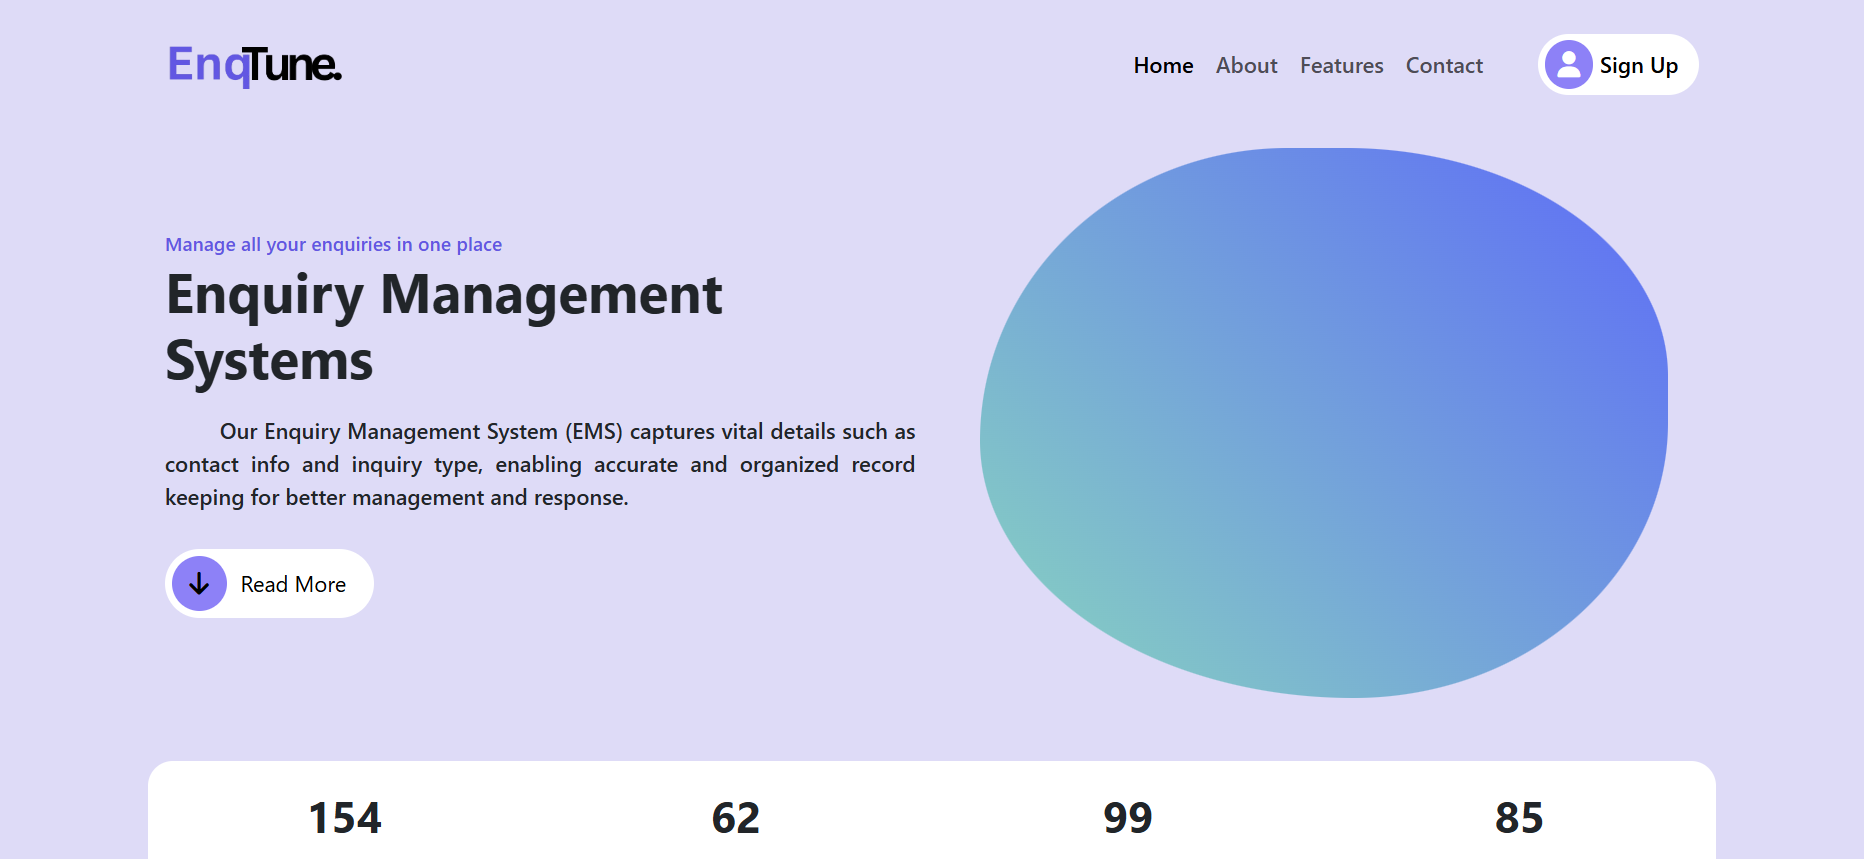 EnqTune.
Home About Features Contact Sign Up
Manage all your enquiries in one place
Enquiry Management
Systems
Our Enquiry Management System (EMS) captures vital details such as
contact info and inquiry type, enabling accurate and organized record
keeping for better management and response.
Read More
154 62 99 85